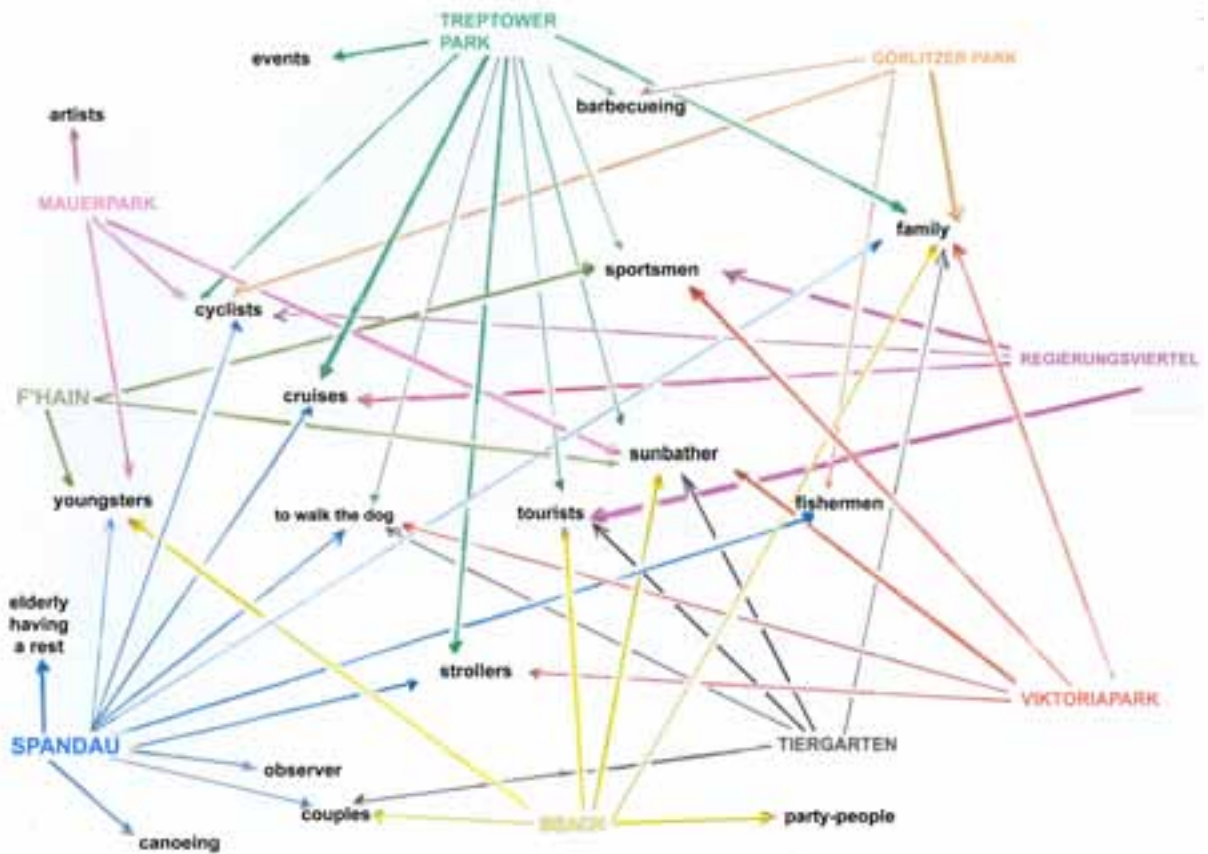 TREPTOWER
PARK
events
GÖRLITZER PARK
barbecueing
artists
MAUERPARK
family
sportsmen
cyclists
REGIERUNGSVIERTEL
F'HAIN
cruises
sunbather
youngsters
to walk the dog
tourists
fishermen
elderly
having
a rest
strollers
VIKTORIAPARK
SPANDAU
TIERGARTEN
observer
couples
BEACH
party-people
canoeing